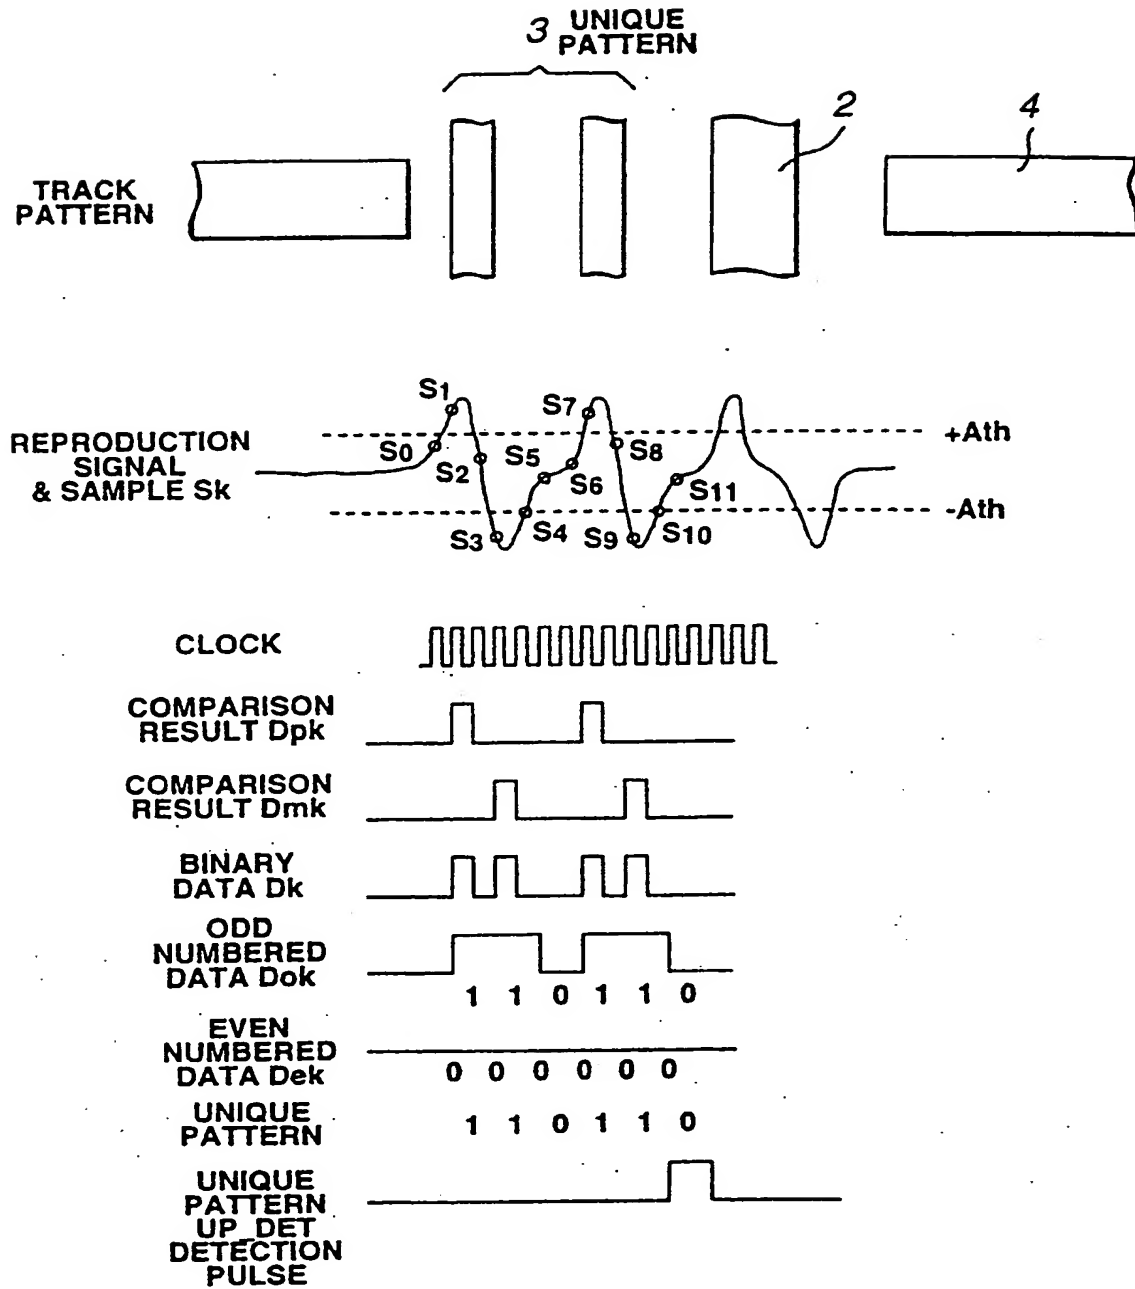 3 UNIQUE
PATTERN
2
4
TRACK
PATTERN
S1
S7
REPRODUCTION
SIGNAL
& SAMPLE Sk
+Ath
S0
S2
S5
S8
S6
S11
-Ath
S3
S4
S9
S10
CLOCK
COMPARISON
RESULT Dpk
COMPARISON
RESULT Dmk
BINARY
DATA Dk
ODD
NUMBERED
DATA Dok
1 1 0 1 1 0
EVEN
NUMBERED
DATA Dek
0 0 0 0 0 0
UNIQUE
PATTERN
1 1 0 1 1 0
UNIQUE
PATTERN
UP_DET
DETECTION
PULSE